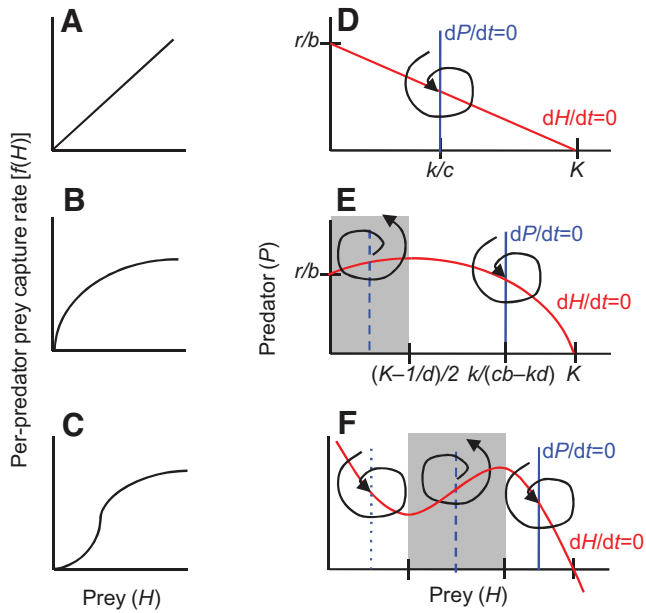 Per-predator prey capture rate [f(H)]
A
B
C
Prey (H)
Predator (P)
D
r/b
dP/dt=0
dH/dt=0
k/c
K
E
r/b
dP/dt=0
dH/dt=0
(K–1/d)/2
k/(cb–kd)
K
F
dP/dt=0
dH/dt=0
Prey (H)